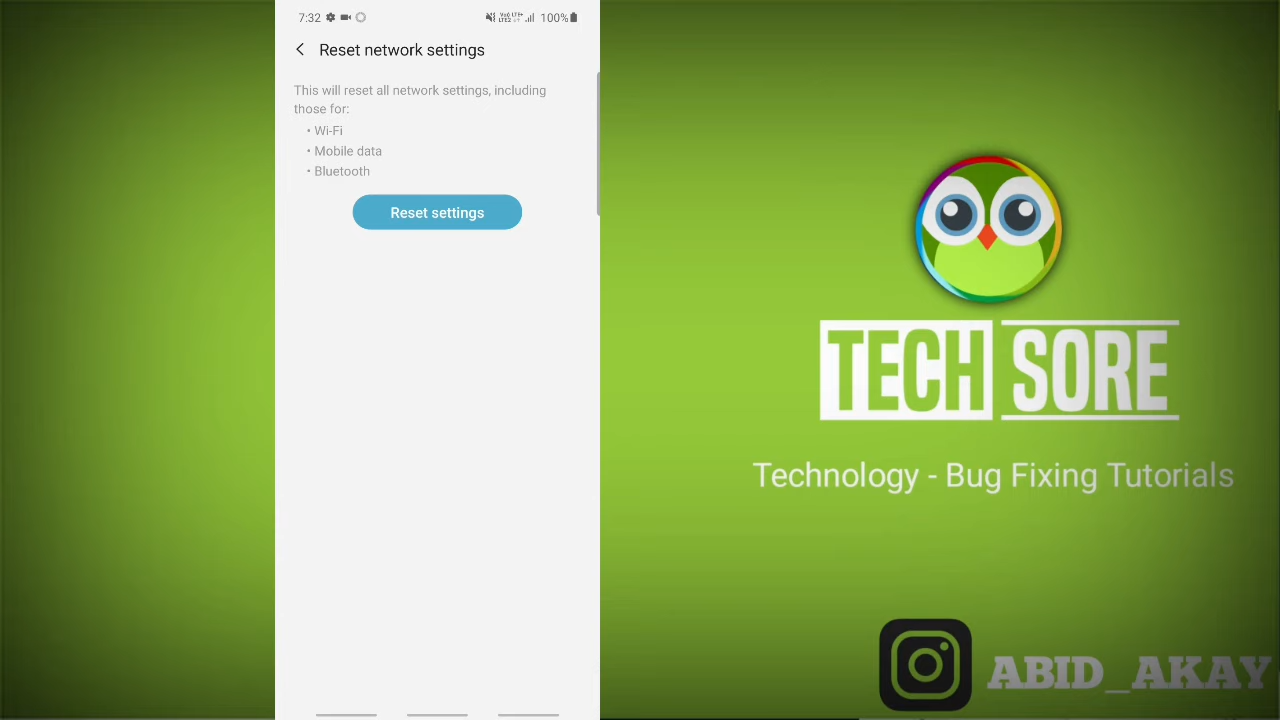 7:32
100%
Reset network settings
This will reset all network settings, including
those for:
• Wi-Fi
• Mobile data
• Bluetooth
Reset settings
TECH SORE
Technology - Bug Fixing Tutorials
ABID_AKAY